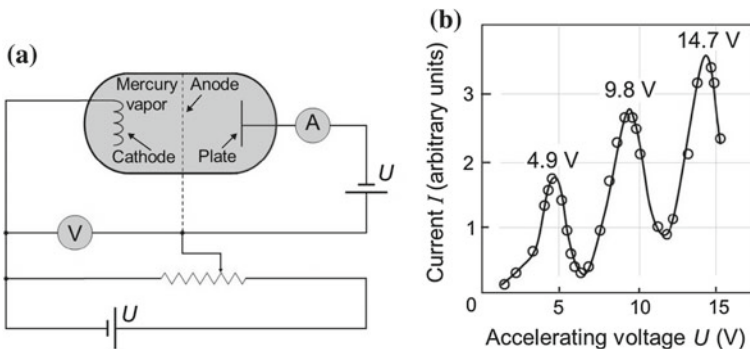 (a)
Mercury
vapor
Anode
Cathode
Plate
A
U
V
U
(b)
14.7 V
9.8 V
4.9 V
Current I (arbitrary units)
3
2
1
0
5
10
15
Accelerating voltage U (V)